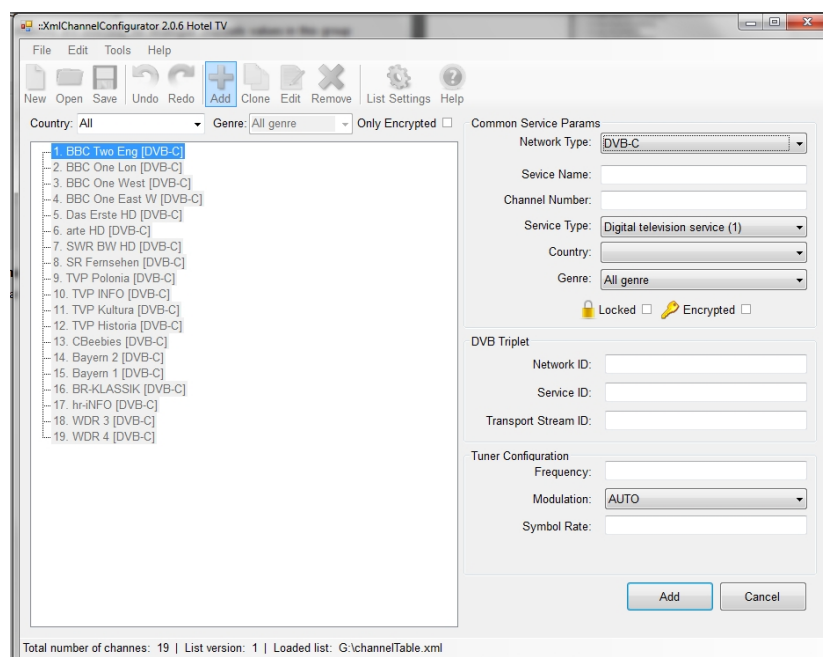 ::XmlChannelConfigurator 2.0.6 Hotel TV
File Edit Tools Help
New Open Save Undo Redo Add Clone Edit Remove List Settings Help
Country: All Genre: All genre Only Encrypted
1. BBC Two Eng [DVB-C]
2. BBC One Lon [DVB-C]
3. BBC One West [DVB-C]
4. BBC One East W [DVB-C]
5. Das Erste HD [DVB-C]
6. arte HD [DVB-C]
7. SWR BW HD [DVB-C]
8. SR Fernsehen [DVB-C]
9. TVP Polonia [DVB-C]
10. TVP INFO [DVB-C]
11. TVP Kultura [DVB-C]
12. TVP Historia [DVB-C]
13. CBeebies [DVB-C]
14. Bayern 2 [DVB-C]
15. Bayern 1 [DVB-C]
16. BR-KLASSIK [DVB-C]
17. hr-iNFO [DVB-C]
18. WDR 3 [DVB-C]
19. WDR 4 [DVB-C]
Common Service Params
Network Type: DVB-C
Sevice Name:
Channel Number:
Service Type: Digital television service (1)
Country:
Genre: All genre
Locked Encrypted
DVB Triplet
Network ID:
Service ID:
Transport Stream ID:
Tuner Configuration
Frequency:
Modulation: AUTO
Symbol Rate:
Add Cancel
Total number of channes: 19 | List version: 1 | Loaded list: G:\channelTable.xml